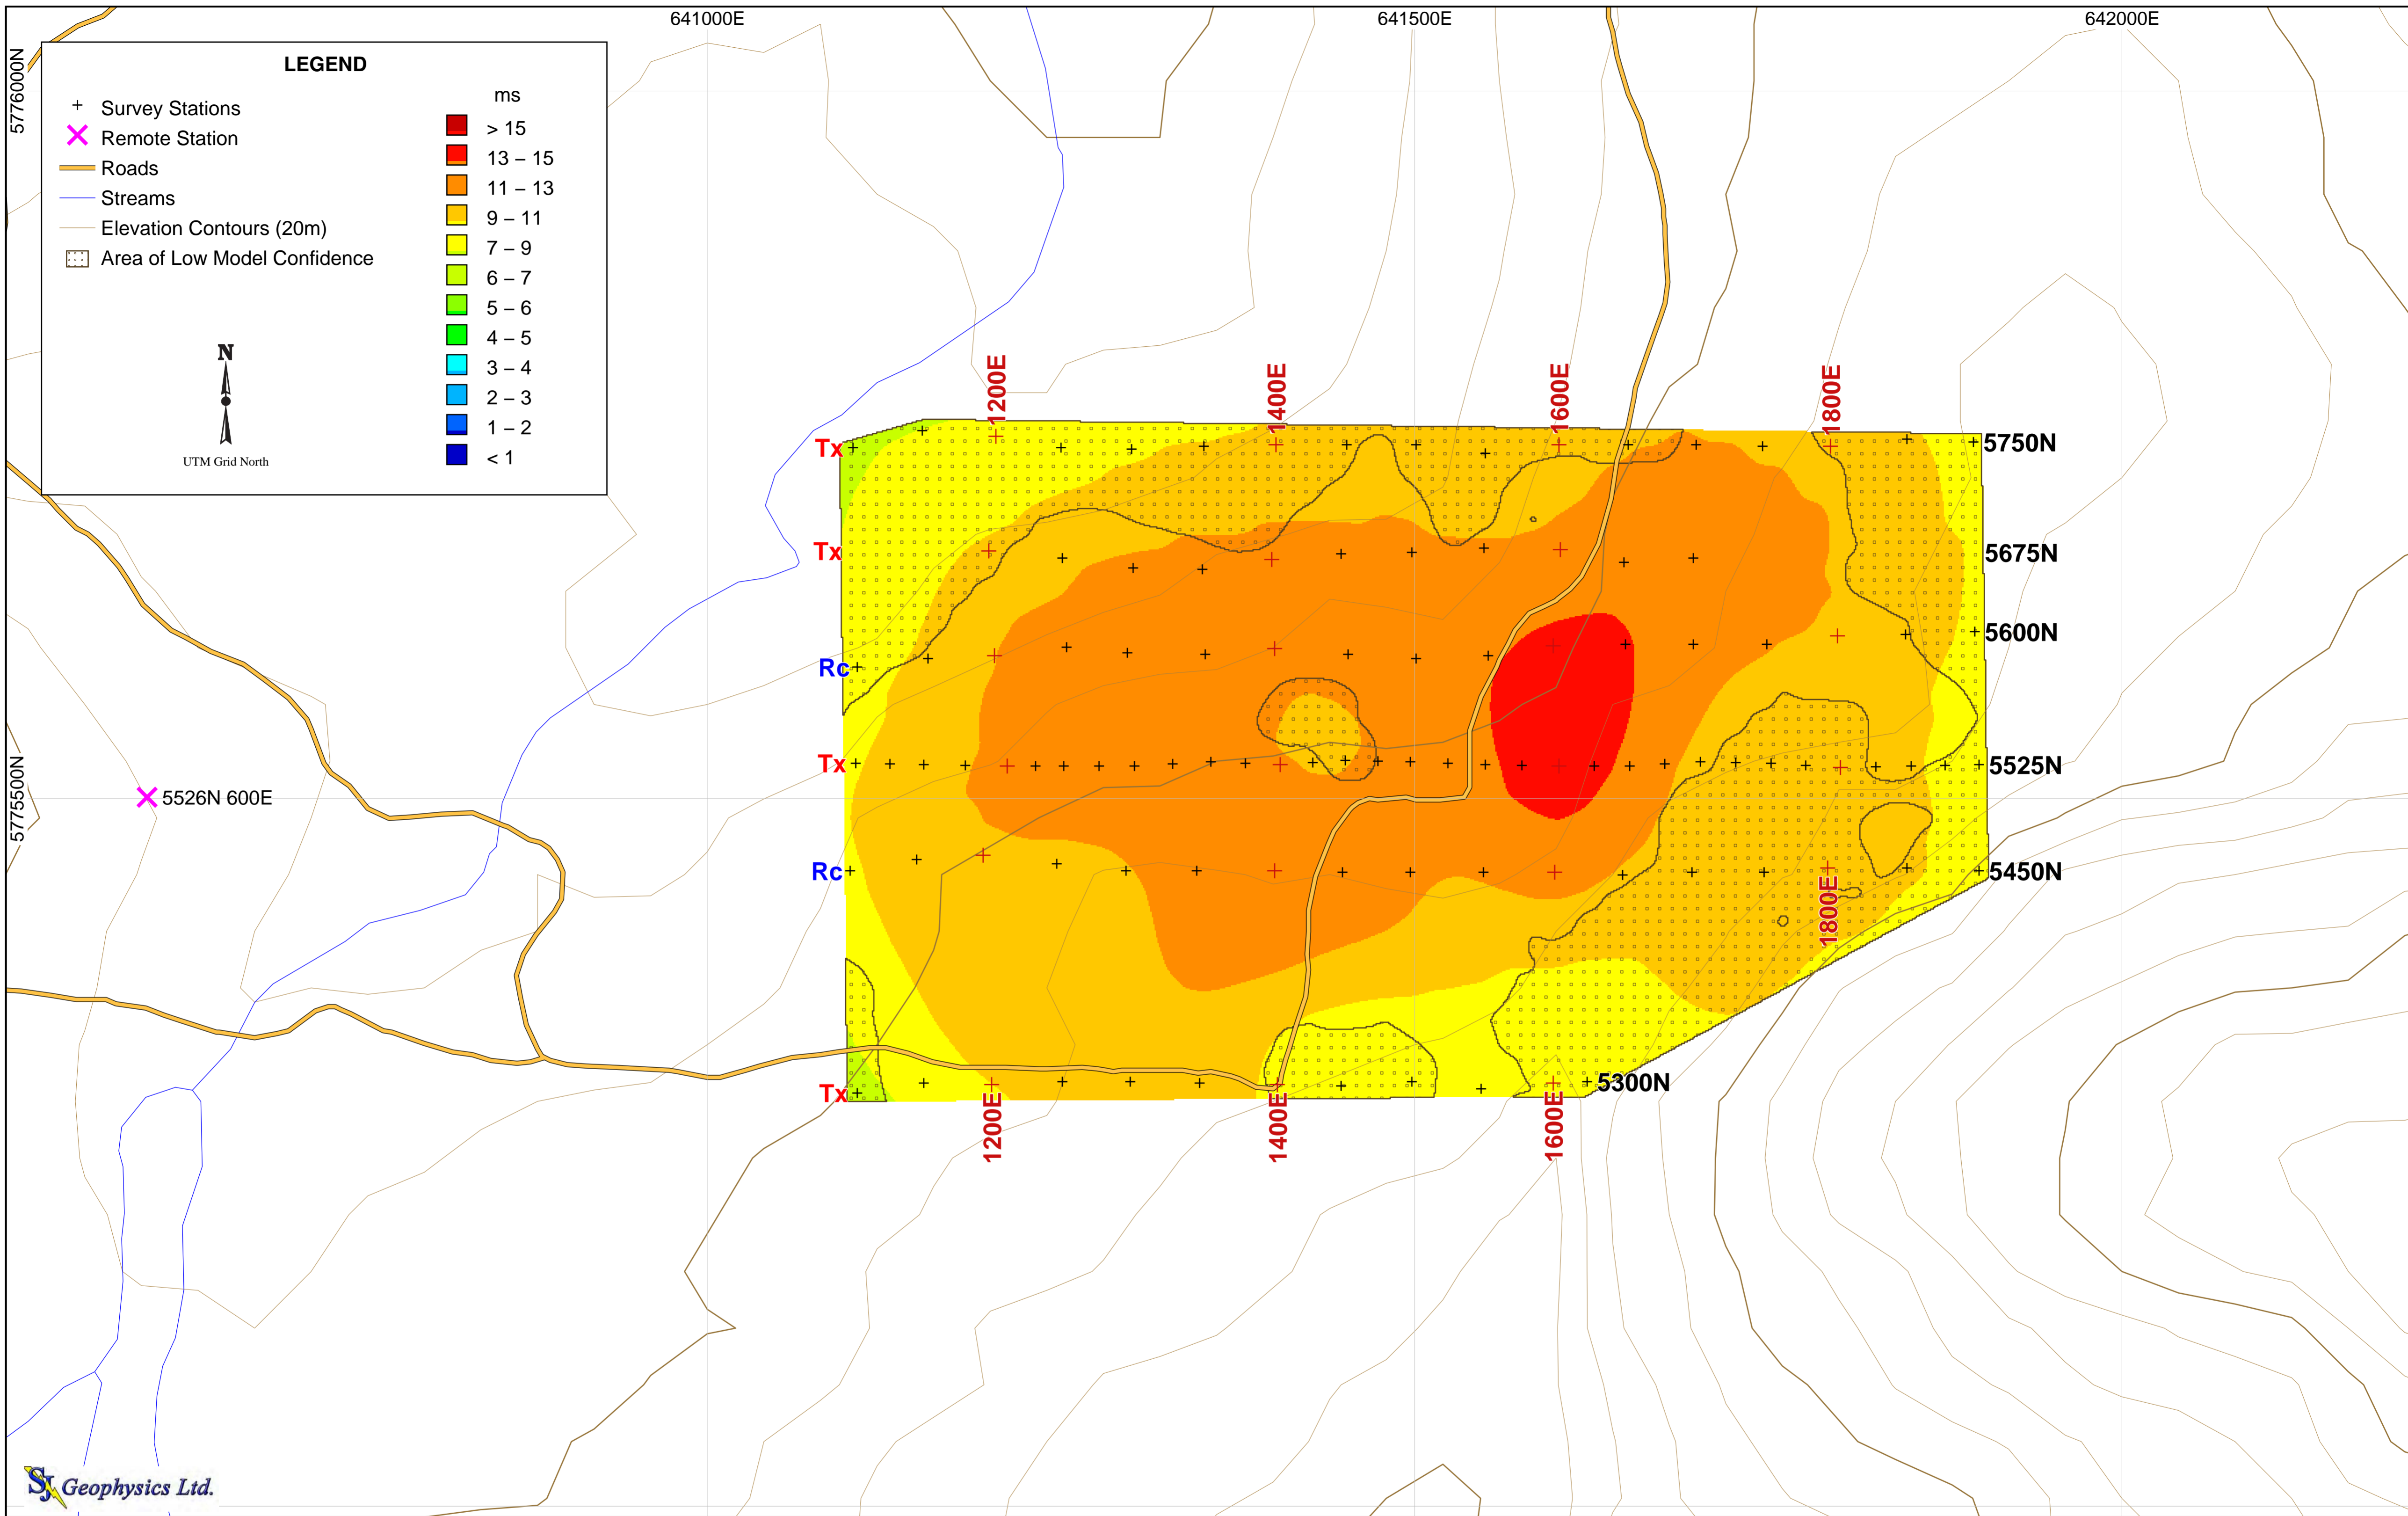 641000E
641500E
642000E
5776000N
LEGEND
ms
Survey Stations
Remote Station
Roads
Streams
Elevation Contours (20m)
Area of Low Model Confidence
> 15
13 – 15
11 – 13
9 – 11
7 – 9
6 – 7
5 – 6
4 – 5
3 – 4
2 – 3
1 – 2
< 1
N
UTM Grid North
1200E
1400E
1600E
1800E
Tx
5750N
Tx
5675N
Rc
5600N
Tx
5525N
5775500N
5526N 600E
Rc
5450N
1800E
Tx
5300N
1200E
1400E
1600E
SJ Geophysics Ltd.